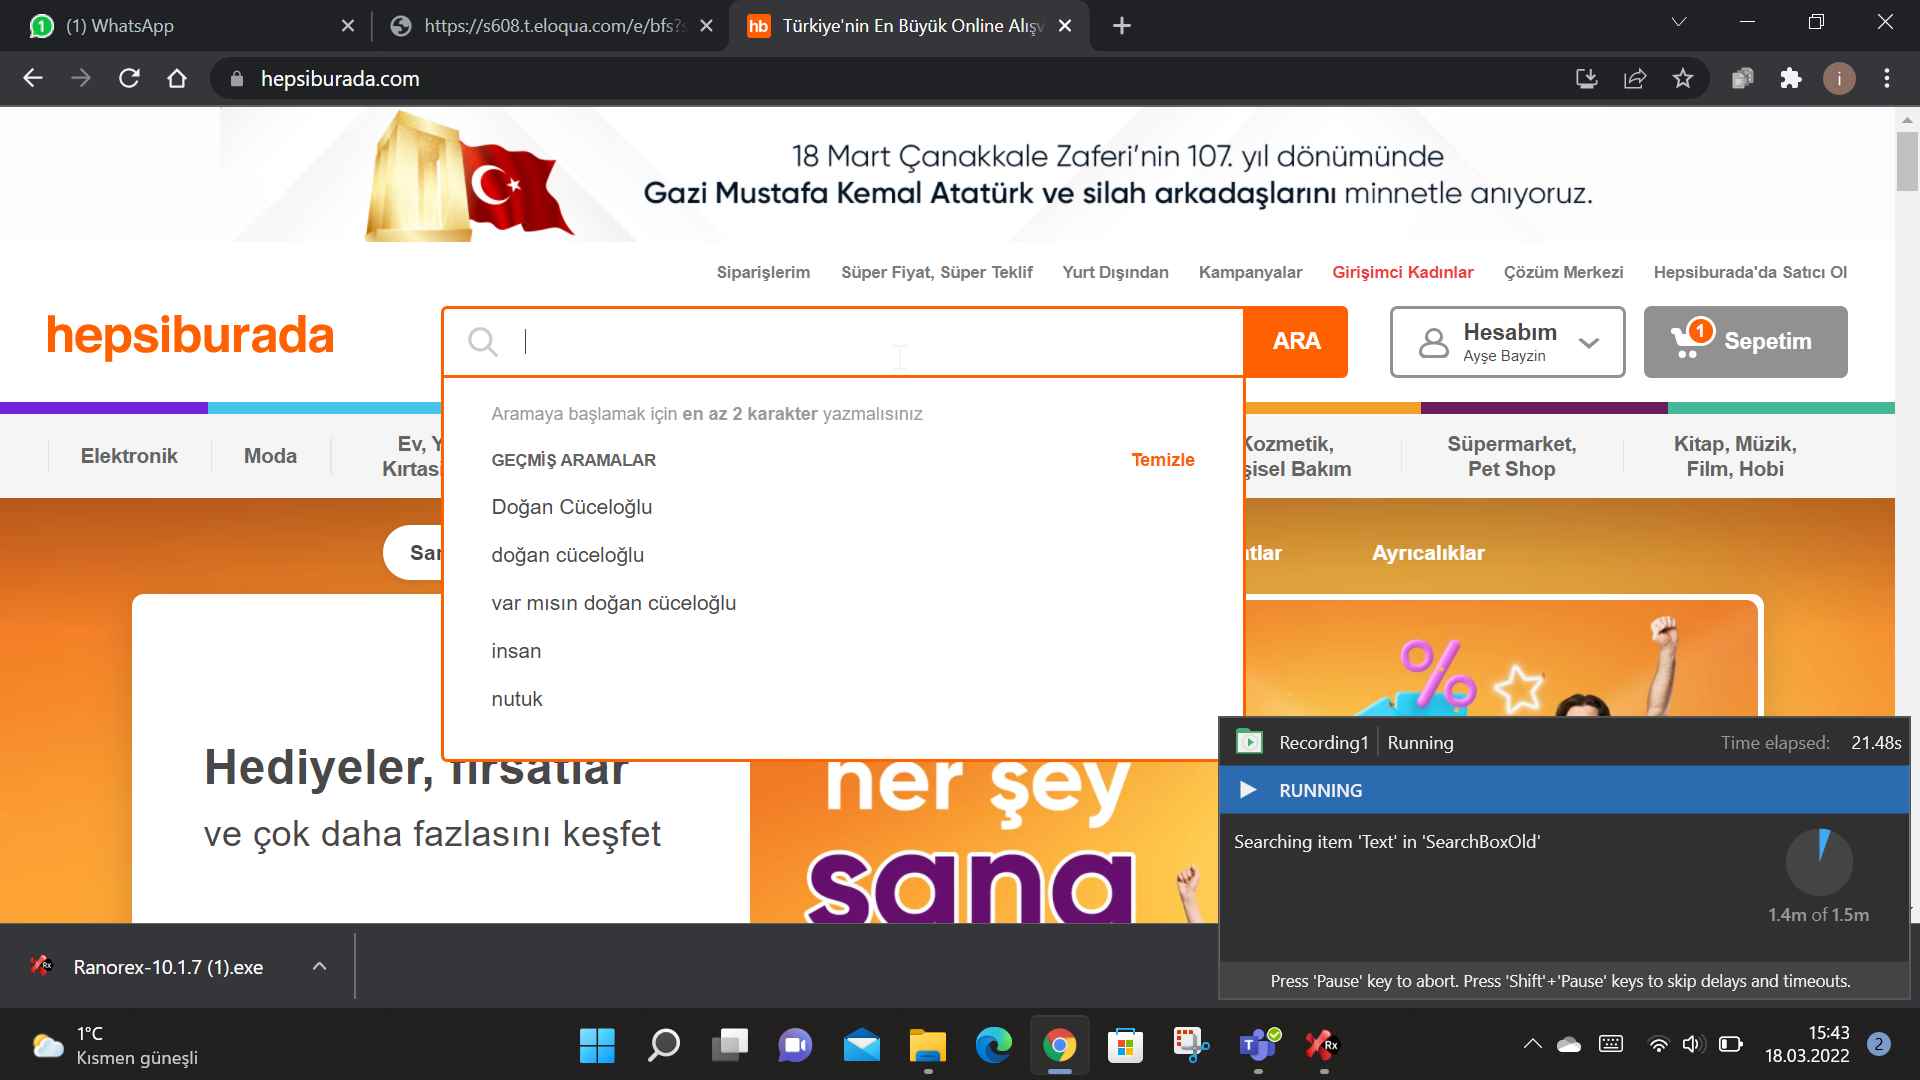 (1) WhatsApp
https://s608.t.eloqua.com/e/bfs?s
hb Türkiye'nin En Büyük Online Alışv
hepsiburada.com
i
18 Mart Çanakkale Zaferi'nin 107. yıl dönümünde
Gazi Mustafa Kemal Atatürk ve silah arkadaşlarını minnetle anıyoruz.
Siparişlerim Süper Fiyat, Süper Teklif Yurt Dışından Kampanyalar Girişimci Kadınlar Çözüm Merkezi Hepsiburada'da Satıcı Ol
hepsiburada
ARA
Hesabım
Ayşe Bayzin
1 Sepetim
Aramaya başlamak için en az 2 karakter yazmalısınız
GEÇMİŞ ARAMALAR Temizle
Doğan Cüceloğlu
doğan cüceloğlu
var mısın doğan cüceloğlu
insan
nutuk
Elektronik
Moda
Ev, Y
Kırtasi
Kozmetik,
şisel Bakım
Süpermarket,
Pet Shop
Kitap, Müzik,
Film, Hobi
San
tlar
Ayrıcalıklar
Hediyeler, fırsatlar
ve çok daha fazlasını keşfet
her şey
sana
Recording1 Running Time elapsed: 21.48s
RUNNING
Searching item 'Text' in 'SearchBoxOld'
1.4m of 1.5m
Press 'Pause' key to abort. Press 'Shift'+'Pause' keys to skip delays and timeouts.
Rx Ranorex-10.1.7 (1).exe
1°C
Kısmen güneşli
T
Rx
15:43
18.03.2022
2